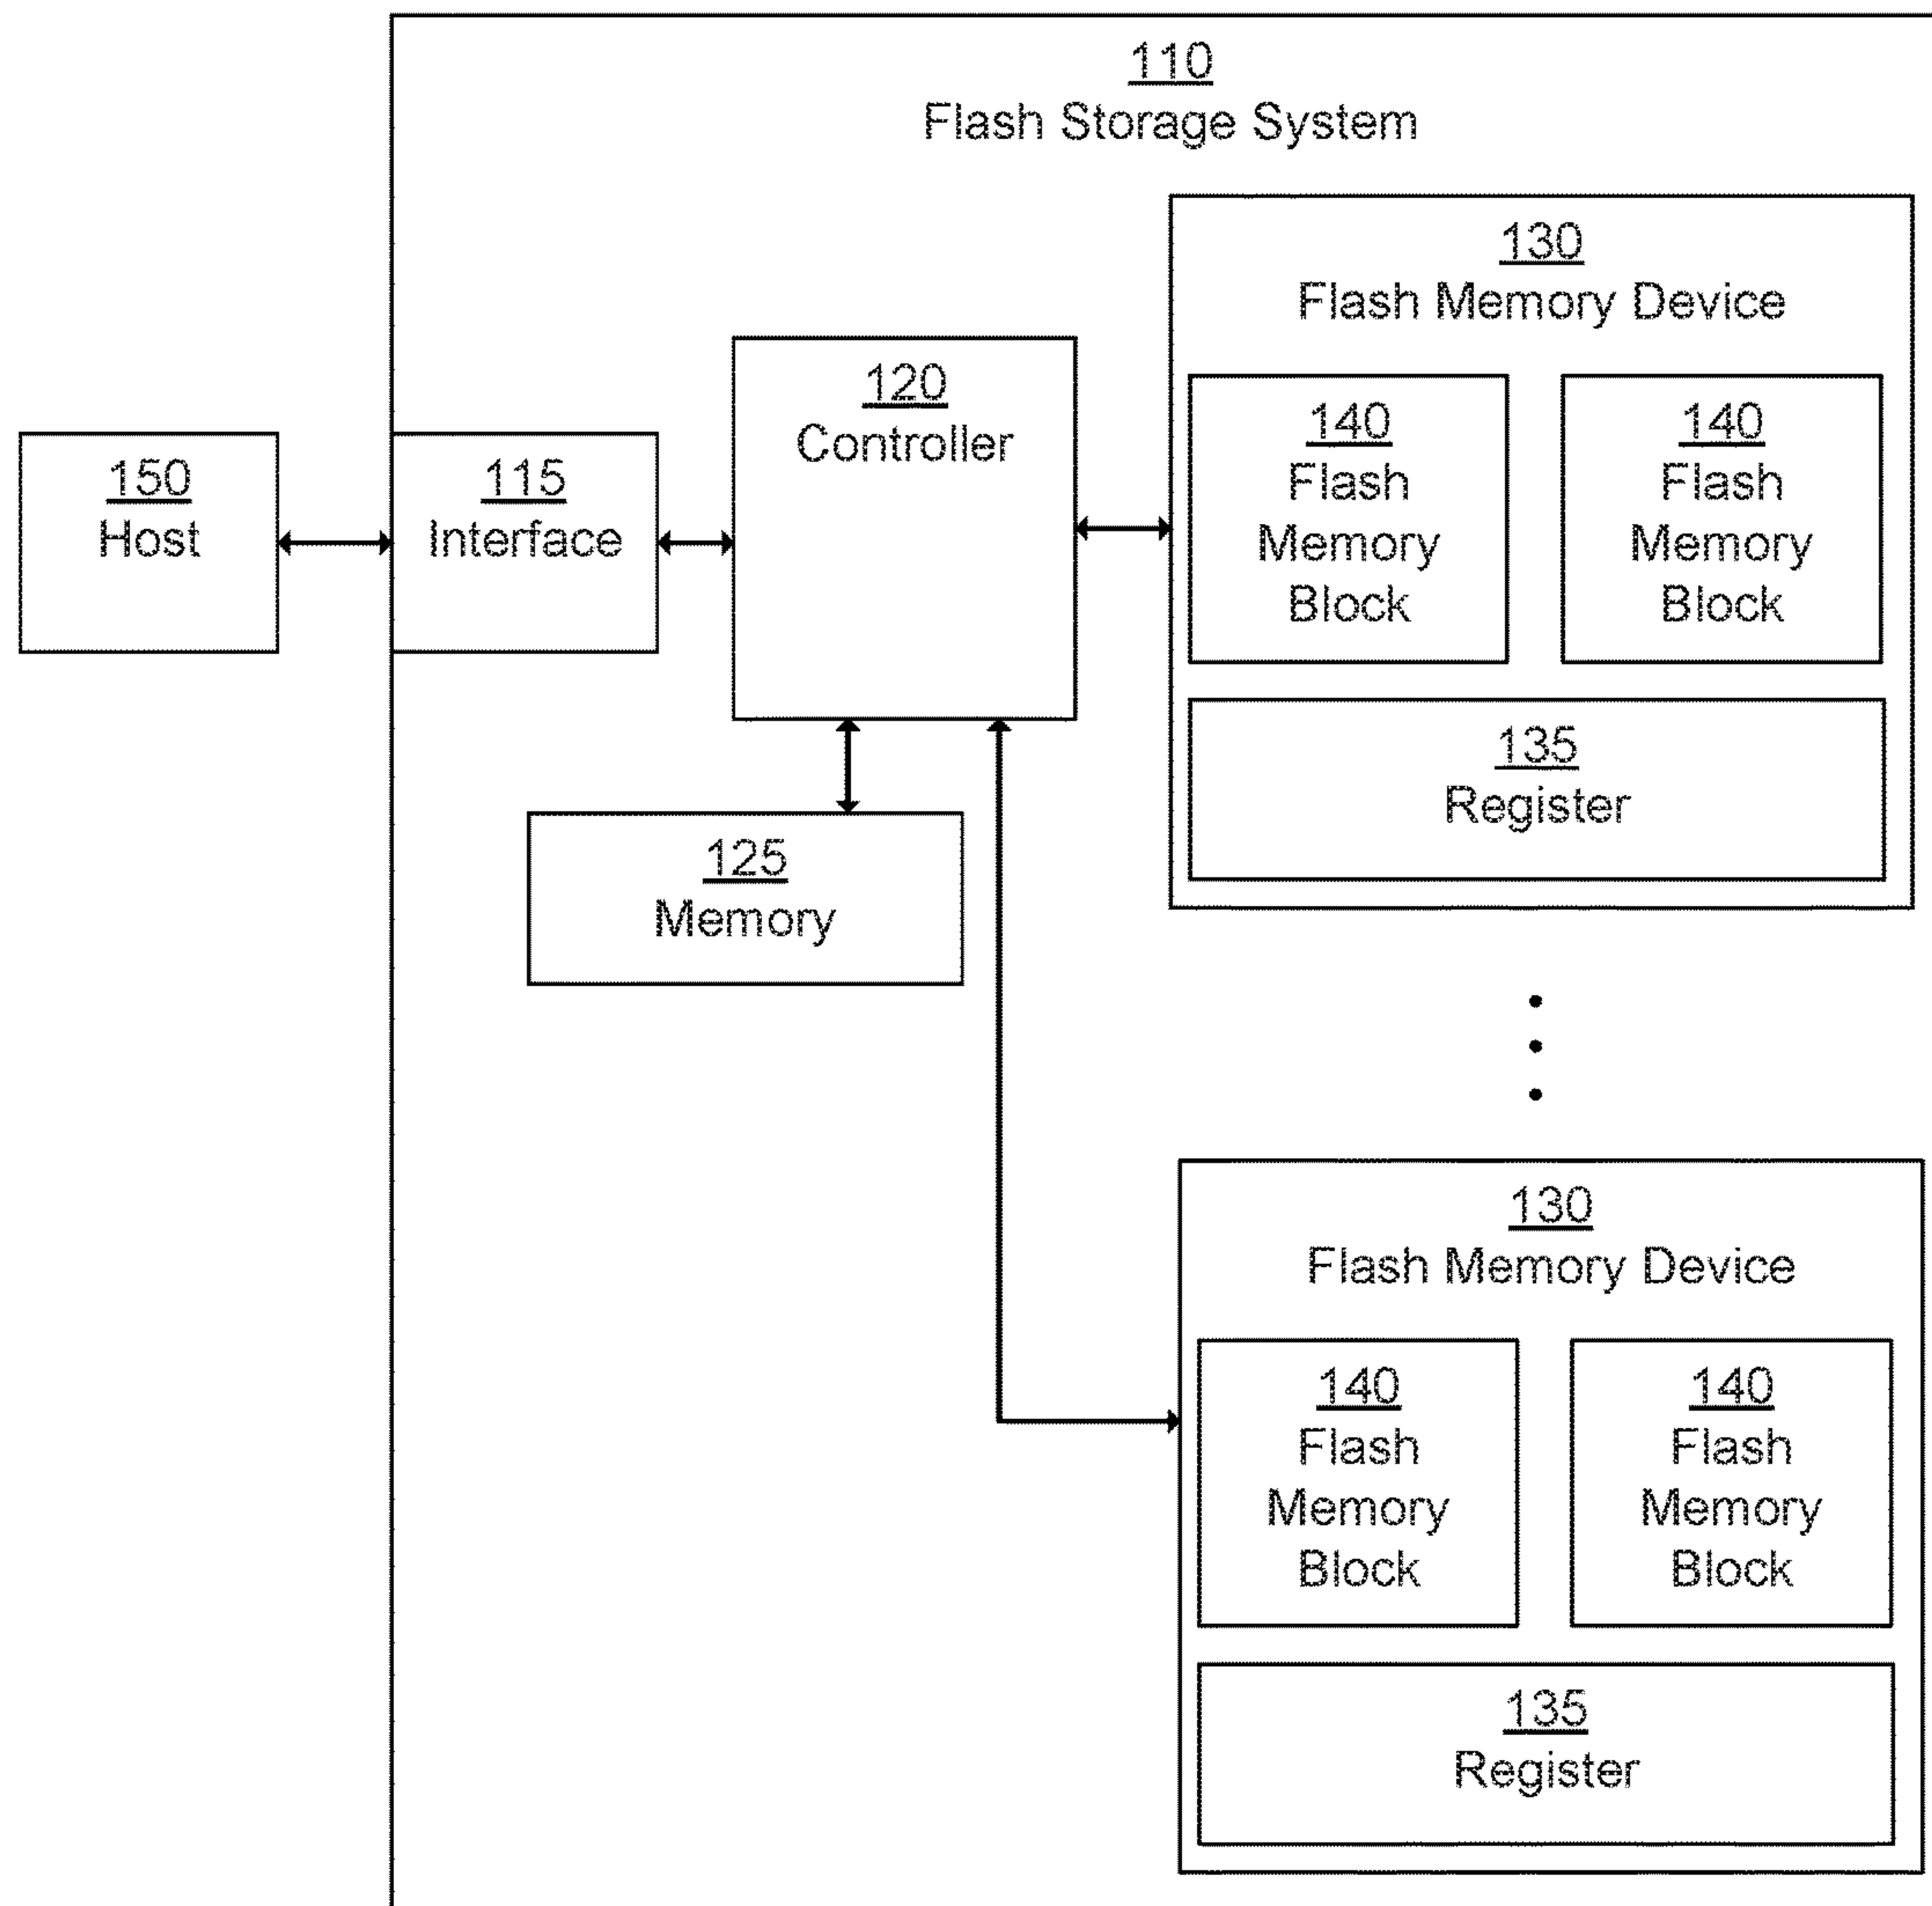 110
Flash Storage System
130
Flash Memory Device
140
Flash
Memory
Block
140
Flash
Memory
Block
135
Register
120
Controller
150
Host
115
Interface
125
Memory
130
Flash Memory Device
140
Flash
Memory
Block
140
Flash
Memory
Block
135
Register